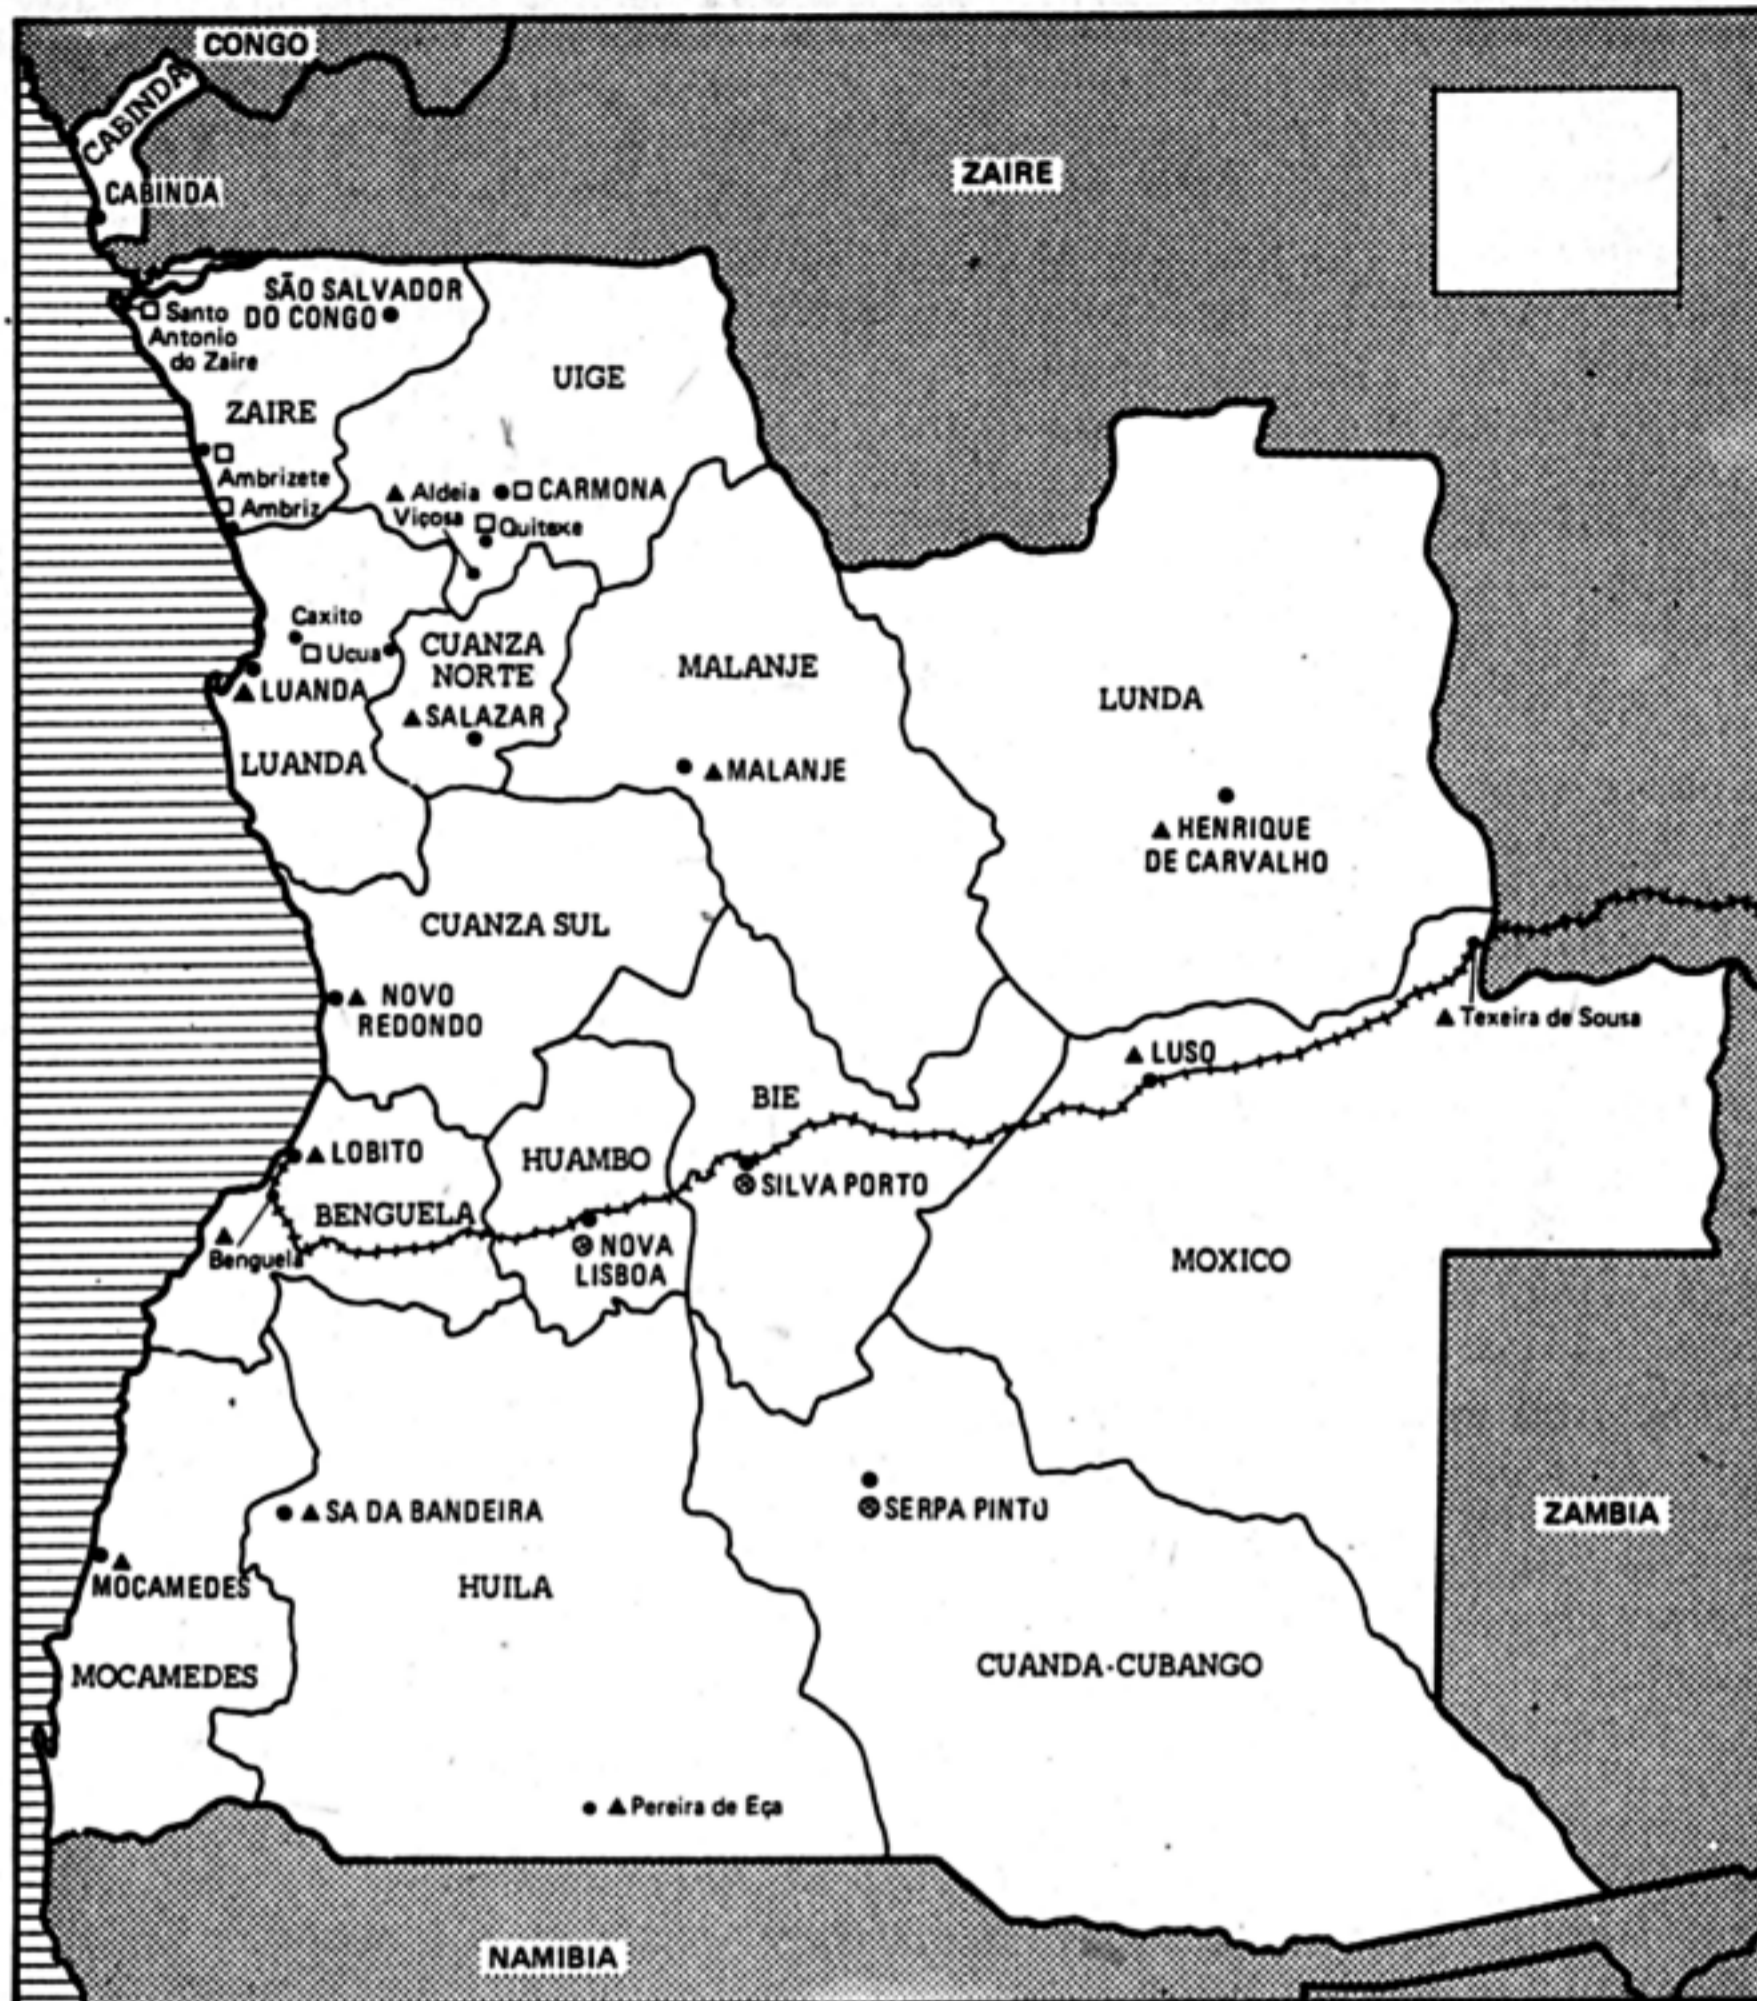 CONGO
CABINDA
CABINDA
ZAIRE
SÃO SALVADOR
DO CONGO
Santo
Antonio
do Zaire
UIGE
ZAIRE
Ambrizete
Ambriz
Aldeia
Viçosa
CARMONA
Quitexe
Caxito
Ucua
CUANZA
NORTE
MALANJE
LUNDA
LUANDA
SALAZAR
LUANDA
MALANJE
HENRIQUE
DE CARVALHO
CUANZA SUL
NOVO
REDONDO
Texeira de Sousa
LUSO
BIE
LOBITO
HUAMBO
SILVA PORTO
BENGUELA
Benguela
NOVA
LISBOA
MOXICO
SA DA BANDEIRA
SERPA PINTO
ZAMBIA
MOÇAMEDES
HUILA
MOCAMEDES
CUANDA-CUBANGO
Pereira de Eça
NAMIBIA